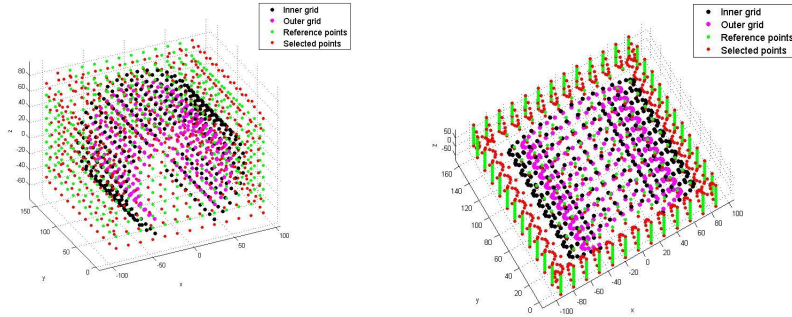 Inner grid
Outer grid
Reference points
Selected points
80
60
40
20
0
-20
-40
-60
z
150
100
50
0
y
-100
-50
0
50
100
x
Inner grid
Outer grid
Reference points
Selected points
50
0
-50
z
160
140
120
100
80
60
40
20
0
y
-100
-80
-60
-40
-20
0
20
40
60
80
100
x